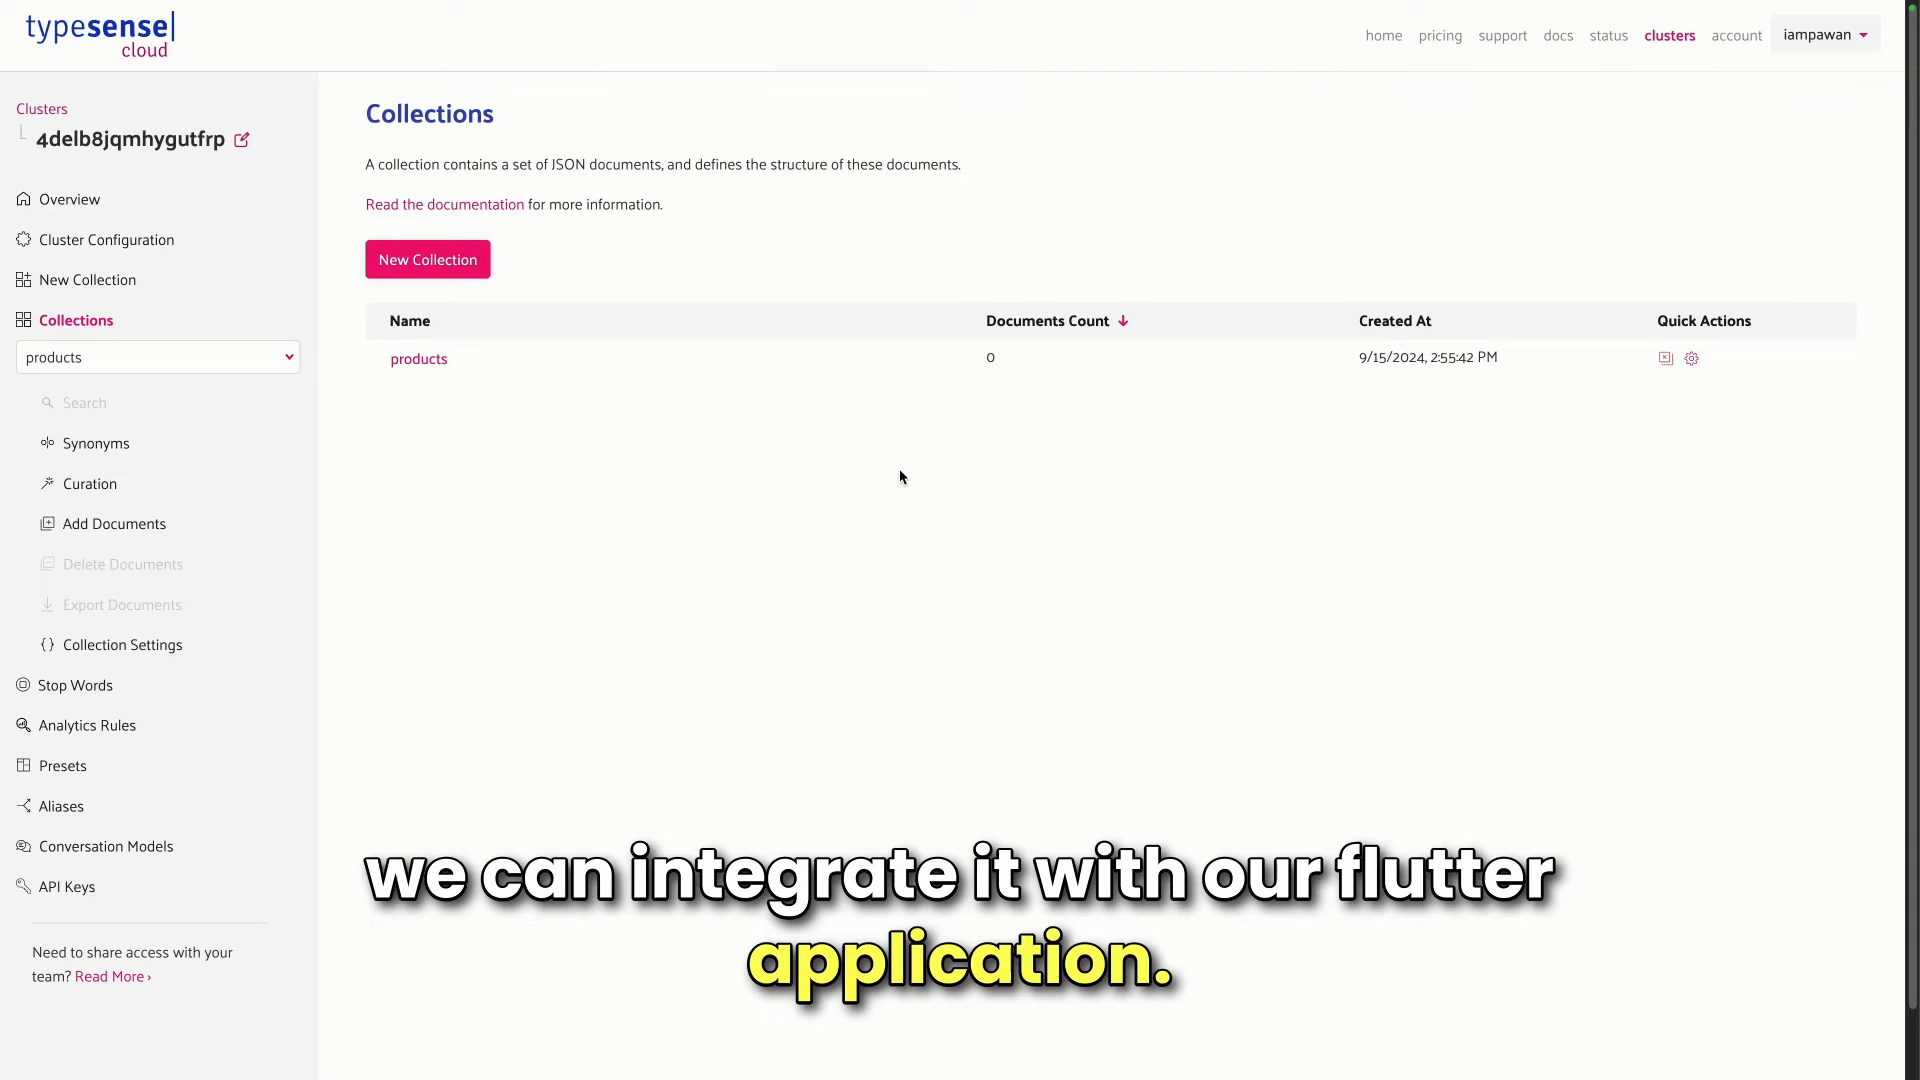 typesense
cloud
home pricing support docs status clusters account iampawan
Clusters
4delb8jqmhygutfrp
Overview
Cluster Configuration
New Collection
Collections
products
Search
Synonyms
Curation
Add Documents
Delete Documents
Export Documents
Collection Settings
Stop Words
Analytics Rules
Presets
Aliases
Conversation Models
API Keys
Need to share access with your
team? Read More ›
Collections
A collection contains a set of JSON documents, and defines the structure of these documents.
Read the documentation for more information.
New Collection
Name Documents Count Created At Quick Actions
products 0 9/15/2024, 2:55:42 PM
we can integrate it with our flutter
application.